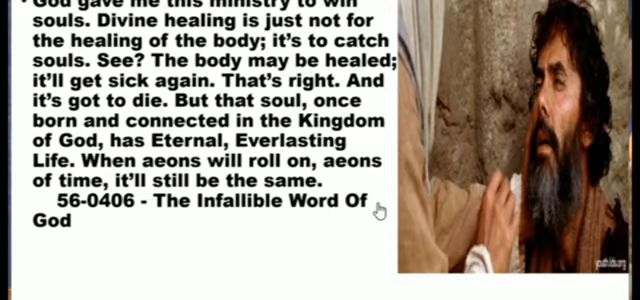 • God gave me this ministry to win
souls. Divine healing is just not for
the healing of the body; it's to catch
souls. See? The body may be healed;
it'll get sick again. That's right. And
it's got to die. But that soul, once
born and connected in the Kingdom
of God, has Eternal, Everlasting
Life. When aeons will roll on, aeons
of time, it'll still be the same.
56-0406 - The Infallible Word Of
God